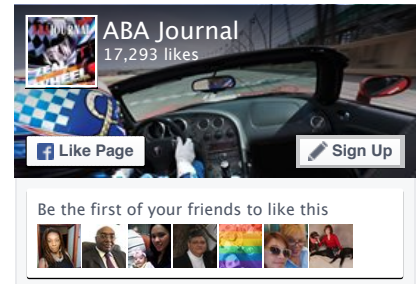 ABA Journal
17,293 likes
Like Page
Sign Up
Be the first of your friends to like this